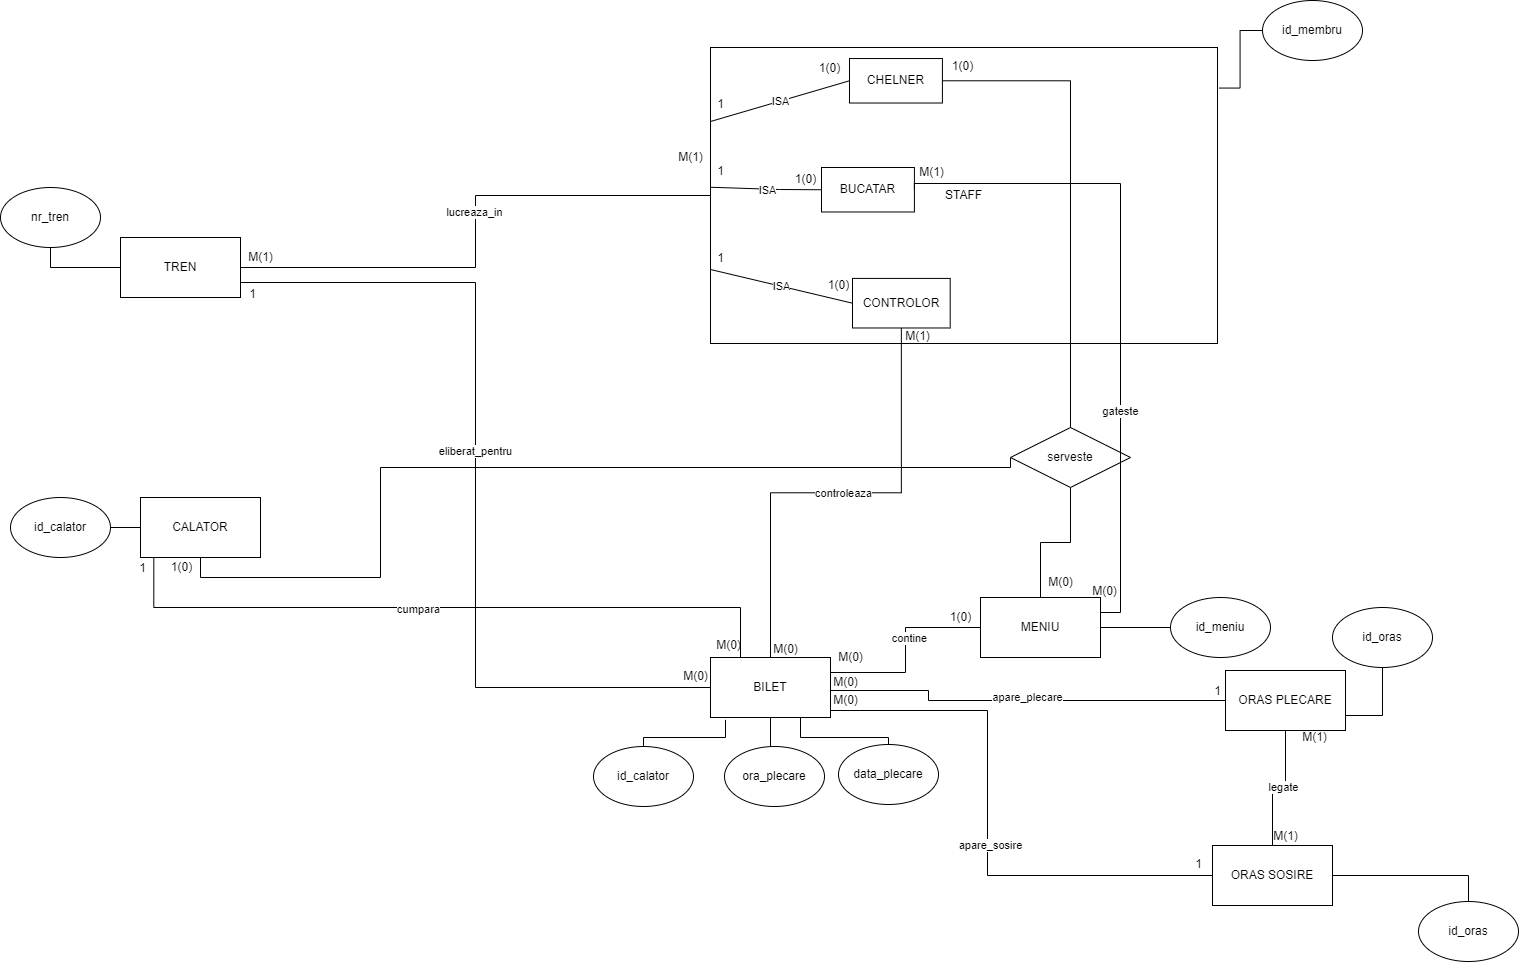 id_membru
1(0)
CHELNER
1(0)
ISA
1
M(1)
1
ISA
1(0)
BUCATAR
M(1)
STAFF
nr_tren
lucreaza_in
TREN
M(1)
1
1
ISA
1(0)
CONTROLOR
M(1)
gateste
eliberat_pentru
serveste
controleaza
id_calator
CALATOR
1
1(0)
cumpara
M(0)
M(0)
1(0)
contine
MENIU
id_meniu
id_oras
M(0)
M(0)
M(0)
M(0)
BILET
M(0)
M(0)
apare_plecare
1
ORAS PLECARE
M(1)
id_calator
ora_plecare
data_plecare
legate
M(1)
apare_sosire
1
ORAS SOSIRE
id_oras